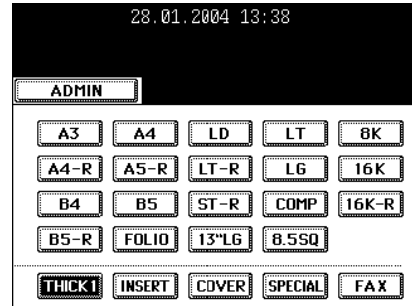 28.01.2004 13:38
ADMIN
A3 A4 LD LT 8K
A4-R A5-R LT-R LG 16K
B4 B5 ST-R COMP 16K-R
B5-R FOLIO 13"LG 8.5SQ
THICK1 INSERT COVER SPECIAL FAX